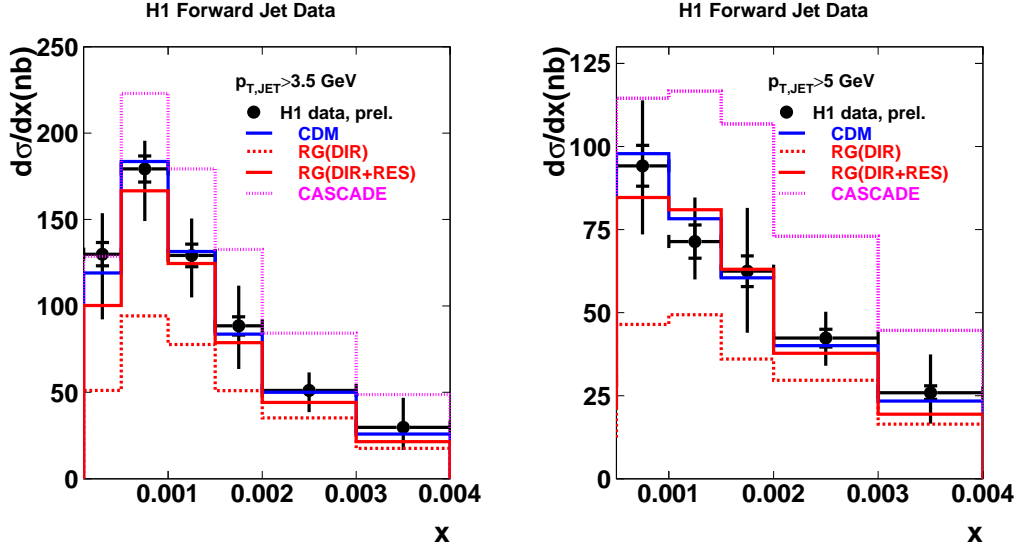 H1 Forward Jet Data
dσ/dx(nb)
250
200
150
100
50
0
p_T,JET>3.5 GeV
H1 data, prel.
CDM
RG(DIR)
RG(DIR+RES)
CASCADE
0.001
0.002
0.003
0.004
x
H1 Forward Jet Data
dσ/dx(nb)
125
100
75
50
25
0
p_T,JET>5 GeV
H1 data, prel.
CDM
RG(DIR)
RG(DIR+RES)
CASCADE
0.001
0.002
0.003
0.004
x